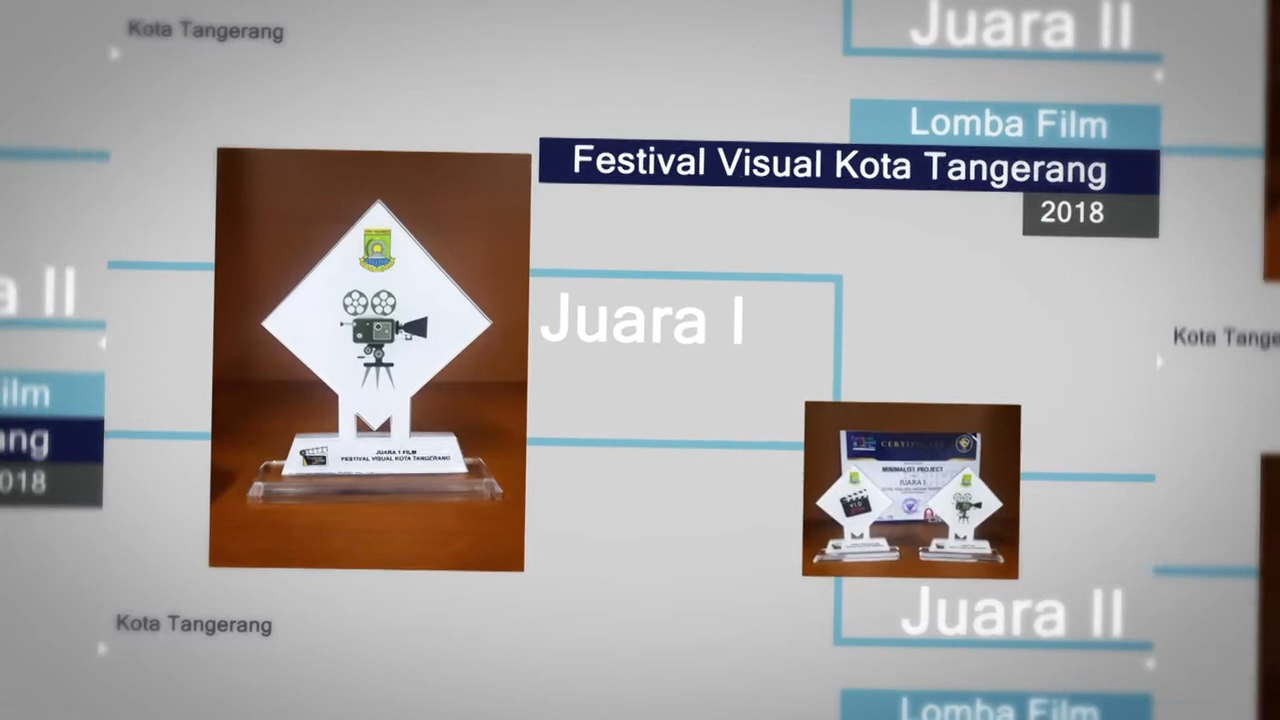 Kota Tangerang
Juara II
Lomba Film
Festival Visual Kota Tangerang
2018
a II
Juara I
JUARA 1 FILM
FESTIVAL VISUAL KOTA TANGERANG
Kota Tange
ilm
ang
018
CERTIFICATE
MINIMALIST PROJECT
JUARA I
Kota Tangerang
Juara II
Lomba Film